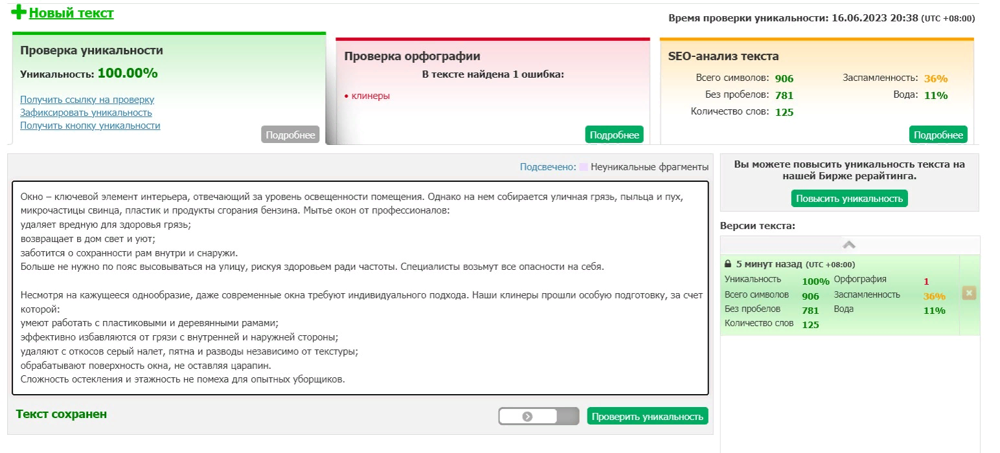 Новый текст
Время проверки уникальности: 16.06.2023 20:38 (UTC +08:00)
Проверка уникальности
Уникальность: 100.00%
Получить ссылку на проверку
Зафиксировать уникальность
Получить кнопку уникальности
Подробнее
Проверка орфографии
В тексте найдена 1 ошибка:
• клинеры
Подробнее
SEO-анализ текста
Всего символов: 906 Заспамленность: 36%
Без пробелов: 781 Вода: 11%
Количество слов: 125
Подробнее
Подсвечено: Неуникальные фрагменты
Окно – ключевой элемент интерьера, отвечающий за уровень освещенности помещения. Однако на нем собирается уличная грязь, пыльца и пух,
микрочастицы свинца, пластик и продукты сгорания бензина. Мытье окон от профессионалов:
удаляет вредную для здоровья грязь;
возвращает в дом свет и уют;
заботится о сохранности рам внутри и снаружи.
Больше не нужно по пояс высовываться на улицу, рискуя здоровьем ради частоты. Специалисты возьмут все опасности на себя.
Несмотря на кажущееся однообразие, даже современные окна требуют индивидуального подхода. Наши клинеры прошли особую подготовку, за счет
которой:
умеют работать с пластиковыми и деревянными рамами;
эффективно избавляются от грязи с внутренней и наружней стороны;
удаляют с откосов серый налет, пятна и разводы независимо от текстуры;
обрабатывают поверхность окна, не оставляя царапин.
Сложность остекления и этажность не помеха для опытных уборщиков.
Текст сохранен
Проверить уникальность
Вы можете повысить уникальность текста на
нашей Бирже рерайтинга.
Повысить уникальность
Версии текста:
5 минут назад (UTC +08:00)
Уникальность 100% Орфография 1
Всего символов 906 Заспамленность 36%
Без пробелов 781 Вода 11%
Количество слов 125